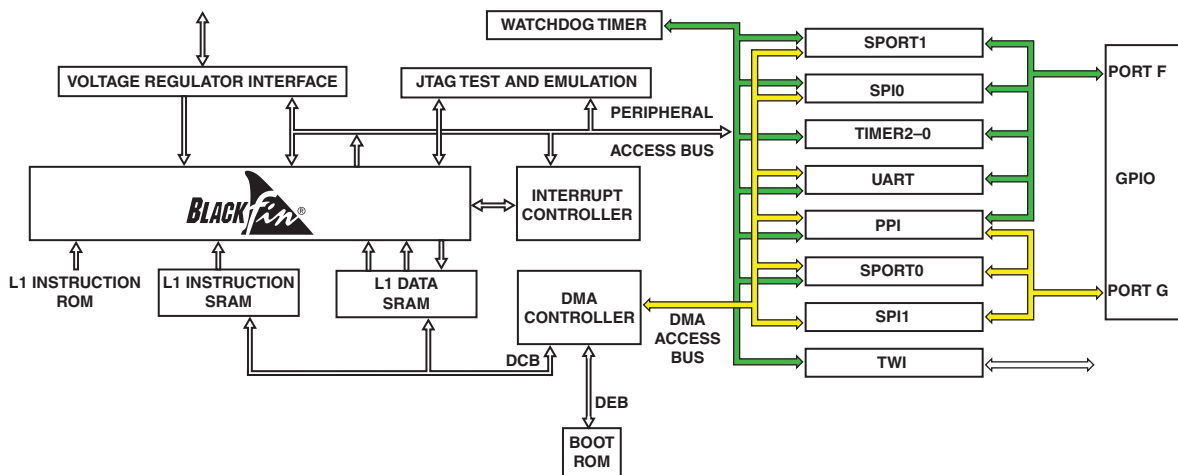 WATCHDOG TIMER
VOLTAGE REGULATOR INTERFACE
JTAG TEST AND EMULATION
PERIPHERAL
ACCESS BUS
BLACKfin®
INTERRUPT
CONTROLLER
L1 INSTRUCTION
ROM
L1 INSTRUCTION
SRAM
L1 DATA
SRAM
DMA
CONTROLLER
DCB
DEB
BOOT
ROM
DMA
ACCESS
BUS
SPORT1
SPI0
TIMER2–0
UART
PPI
SPORT0
SPI1
TWI
PORT F
GPIO
PORT G